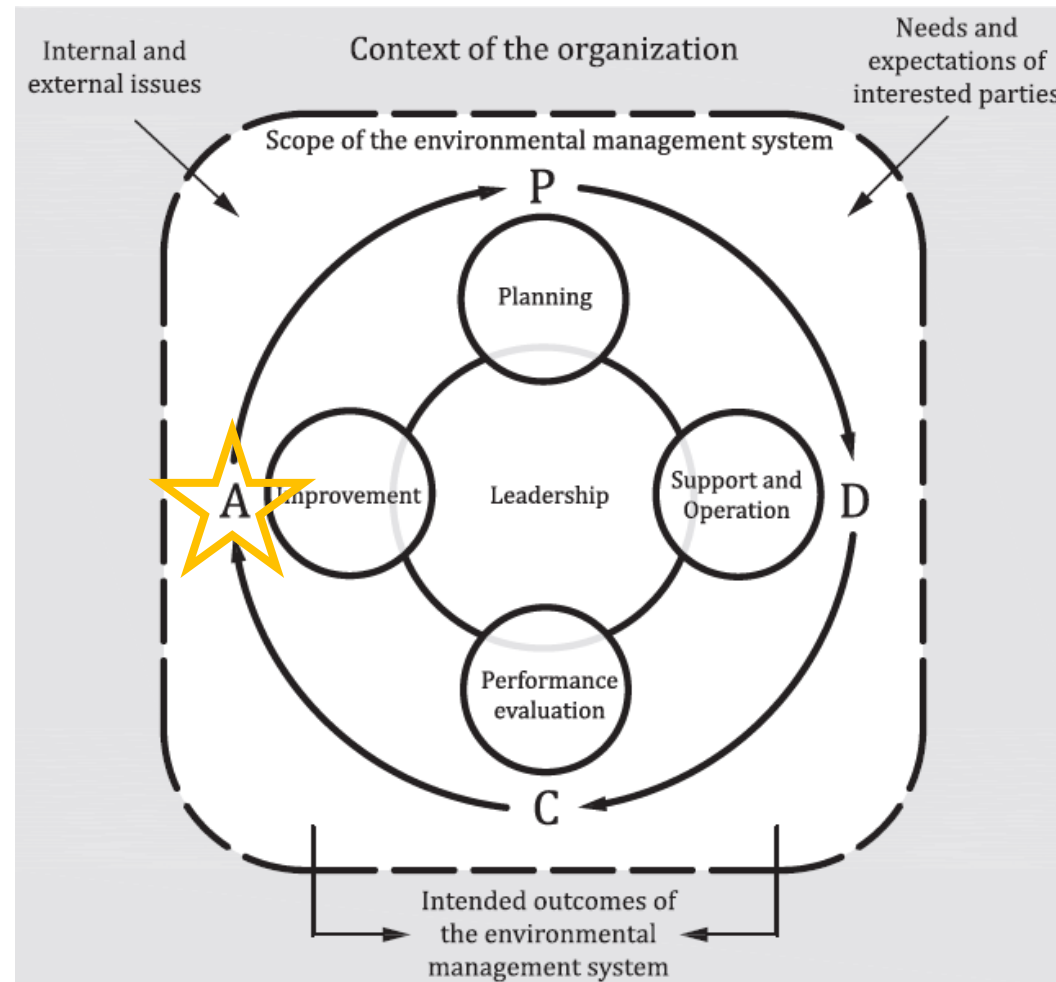 Internal and
external issues
Context of the organization
Needs and
expectations of
interested parties
Scope of the environmental management system
P
Planning
A
Improvement
Leadership
Support and
Operation
D
Performance
evaluation
C
Intended outcomes of
the environmental
management system